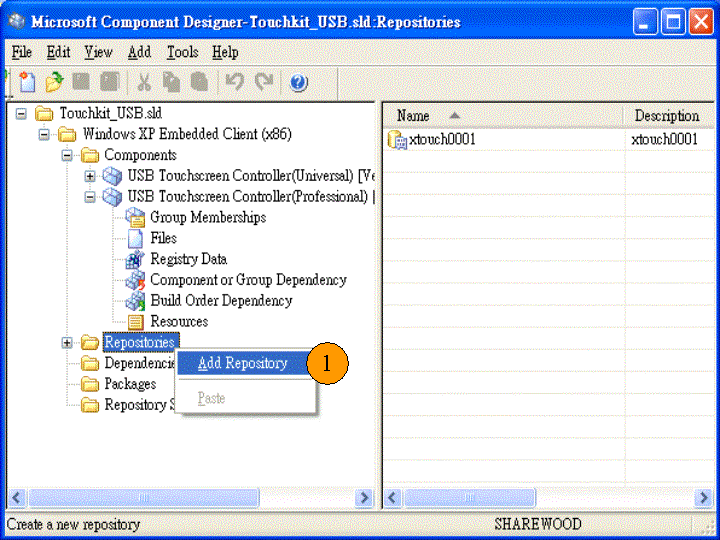 Microsoft Component Designer-Touchkit_USB.sld:Repositories
File Edit View Add Tools Help
Touchkit_USB.sld
Windows XP Embedded Client (x86)
Components
USB Touchscreen Controller(Universal) [Ve
USB Touchscreen Controller(Professional) [
Group Memberships
Files
Registry Data
Component or Group Dependency
Build Order Dependency
Resources
Repositories
Dependencie
Packages
Repository S
Add Repository
1
Paste
Name Description
xtouch0001 xtouch0001
Create a new repository SHAREWOOD